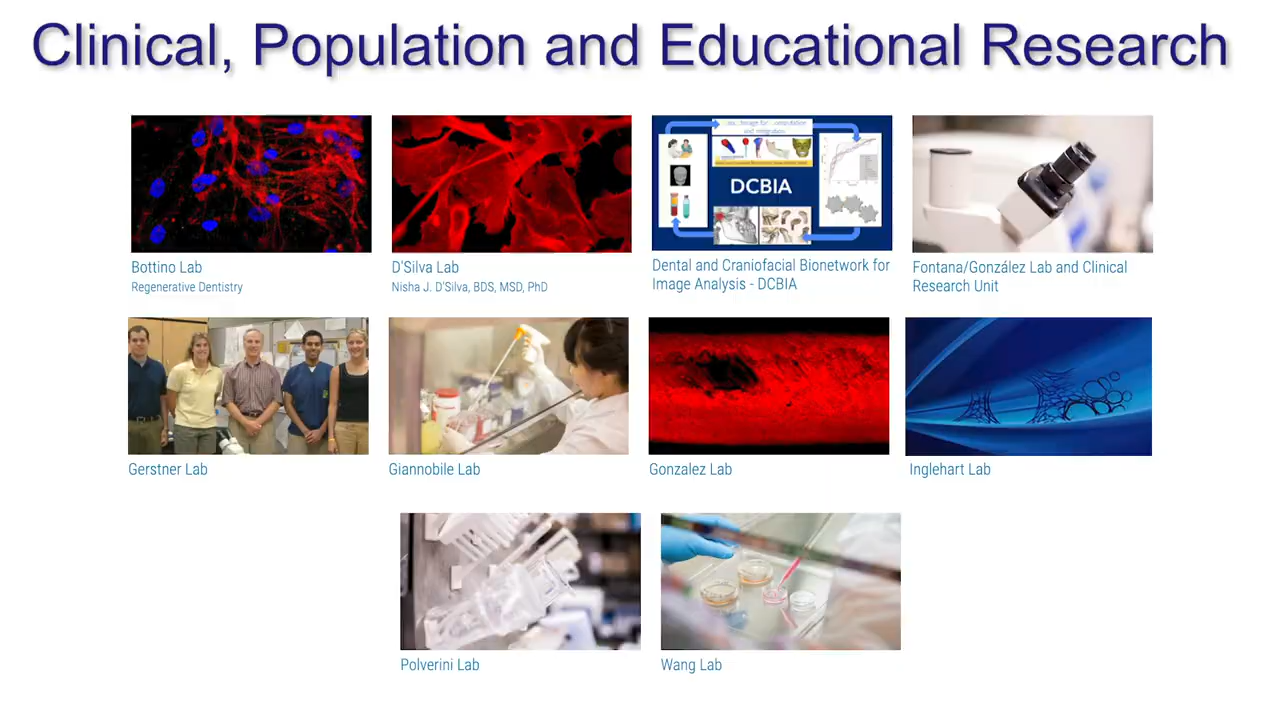 Clinical, Population and Educational Research
DCBIA
Bottino Lab
Regenerative Dentistry
D'Silva Lab
Nisha J. D'Silva, BDS, MSD, PhD
Dental and Craniofacial Bionetwork for
Image Analysis - DCBIA
Fontana/González Lab and Clinical
Research Unit
Gerstner Lab
Giannobile Lab
Gonzalez Lab
Inglehart Lab
Polverini Lab
Wang Lab